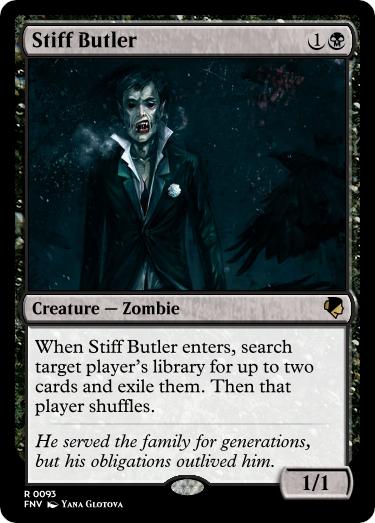 Stiff Butler 1
Creature — Zombie
When Stiff Butler enters, search
target player's library for up to two
cards and exile them. Then that
player shuffles.
He served the family for generations,
but his obligations outlived him.
1/1
R 0093
FNV YANA GLOTOVA